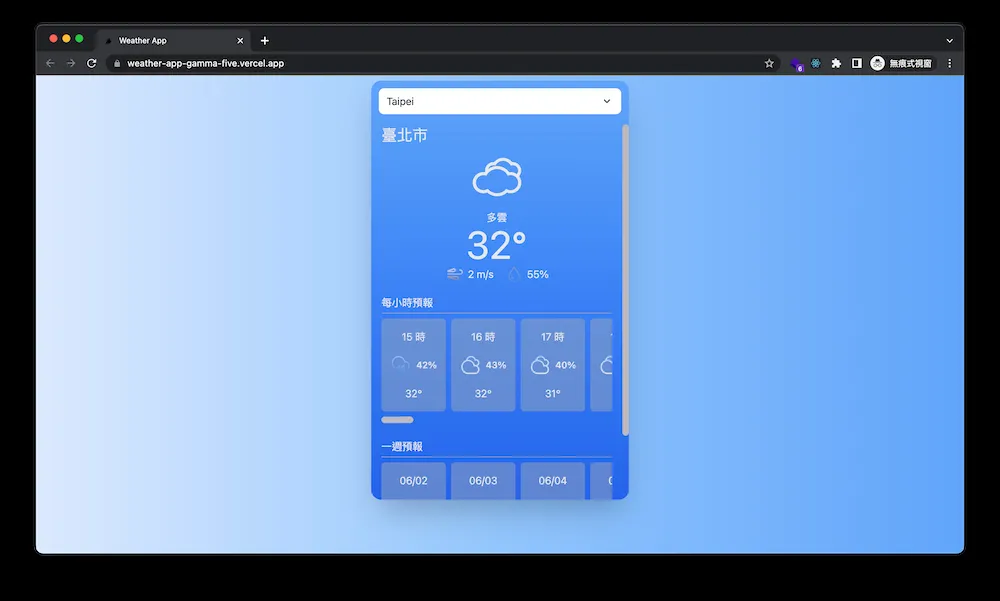 Weather App
weather-app-gamma-five.vercel.app
6
無痕式視窗
Taipei
臺北市
多雲
32°
2 m/s 55%
每小時預報
15 時 16 時 17 時
42% 43% 40%
32° 32° 31°
一週預報
06/02 06/03 06/04